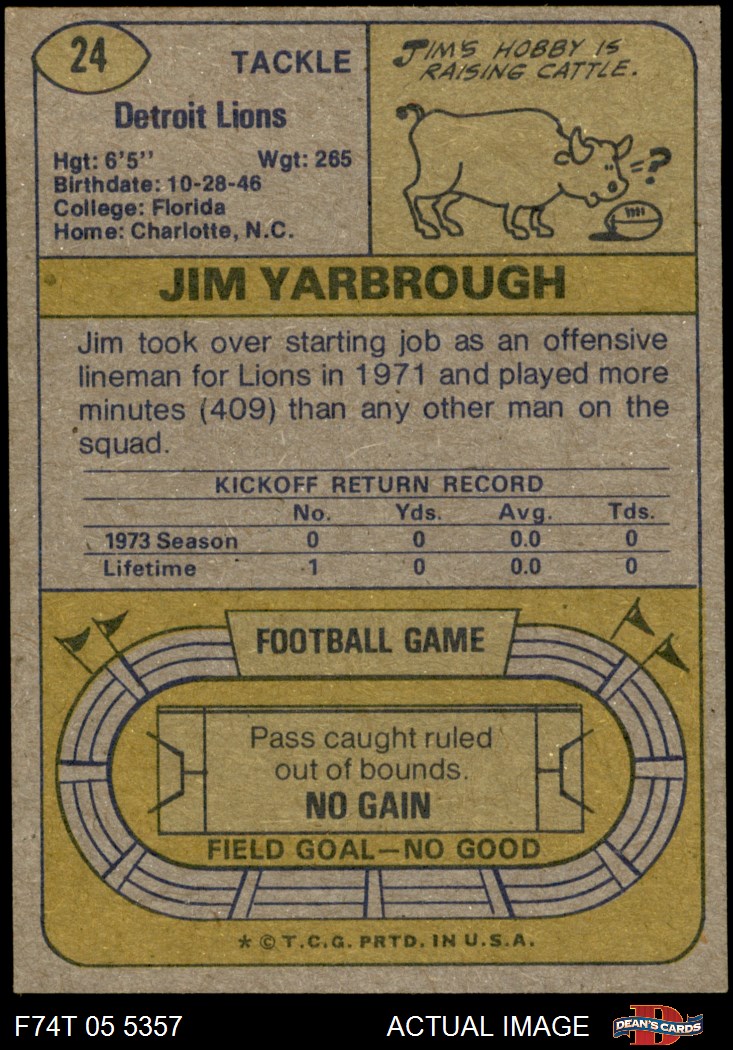 24
TACKLE
Detroit Lions
Hgt: 6'5'' Wgt: 265
Birthdate: 10-28-46
College: Florida
Home: Charlotte, N.C.
JIM'S HOBBY IS
RAISING CATTLE.
?
JIM YARBROUGH
Jim took over starting job as an offensive
lineman for Lions in 1971 and played more
minutes (409) than any other man on the
squad.
KICKOFF RETURN RECORD
No. Yds. Avg. Tds.
1973 Season 0 0 0.0 0
Lifetime 1 0 0.0 0
FOOTBALL GAME
Pass caught ruled
out of bounds.
NO GAIN
FIELD GOAL—NO GOOD
* © T.C.G. PRTD. IN U.S.A.
F74T 05 5357 ACTUAL IMAGE
D
DEAN'S CARDS